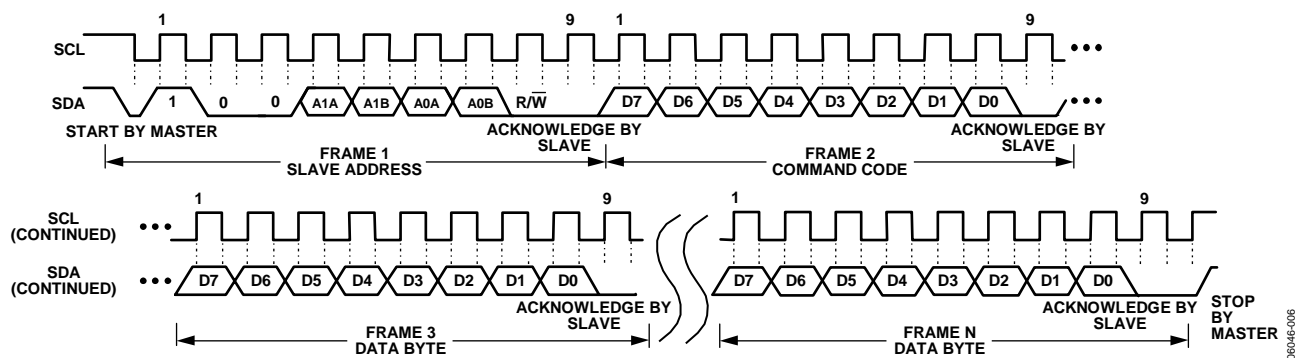 1 9 1 9
SCL
SDA 1 0 0 A1A A1B A0A A0B R/W̅ D7 D6 D5 D4 D3 D2 D1 D0
START BY MASTER ACKNOWLEDGE BY SLAVE ACKNOWLEDGE BY SLAVE
FRAME 1 SLAVE ADDRESS FRAME 2 COMMAND CODE
1 9 1 9
SCL (CONTINUED)
SDA (CONTINUED) D7 D6 D5 D4 D3 D2 D1 D0 D7 D6 D5 D4 D3 D2 D1 D0
ACKNOWLEDGE BY SLAVE ACKNOWLEDGE BY SLAVE STOP BY MASTER
FRAME 3 DATA BYTE FRAME N DATA BYTE
06046-006